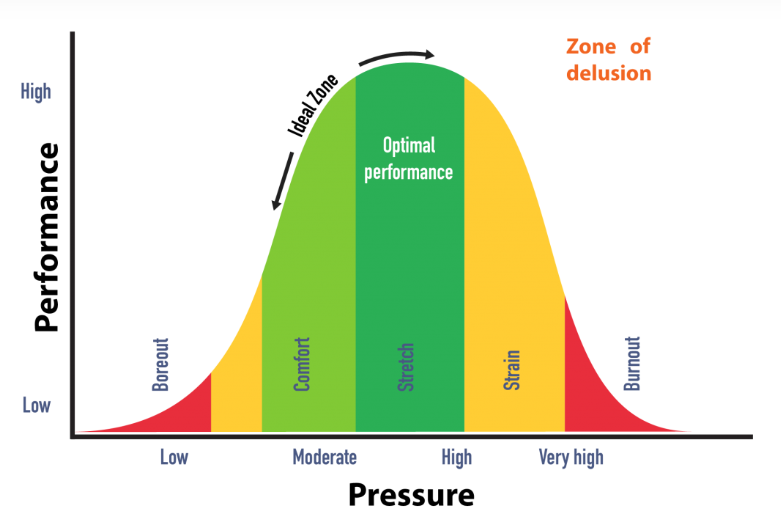 Zone of
delusion
High
Ideal Zone
Optimal
performance
Performance
Boreout
Comfort
Stretch
Strain
Burnout
Low
Low
Moderate
High
Very high
Pressure